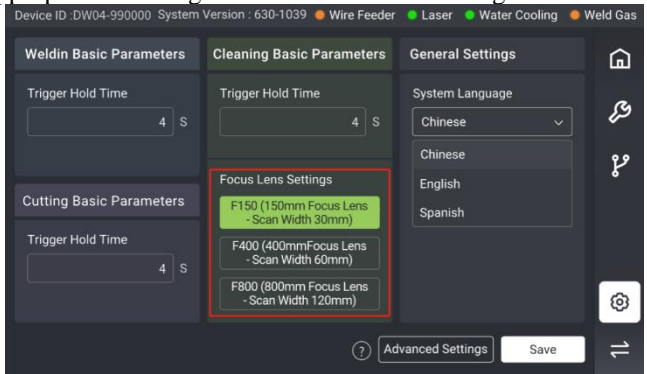 Device ID :DW04-990000 System Version : 630-1039 Wire Feeder Laser Water Cooling Weld Gas
Weldin Basic Parameters
Trigger Hold Time
4 S
Cutting Basic Parameters
Trigger Hold Time
4 S
Cleaning Basic Parameters
Trigger Hold Time
4 S
Focus Lens Settings
F150 (150mm Focus Lens
- Scan Width 30mm)
F400 (400mmFocus Lens
- Scan Width 60mm)
F800 (800mm Focus Lens
- Scan Width 120mm)
General Settings
System Language
Chinese
Chinese
English
Spanish
? Advanced Settings Save